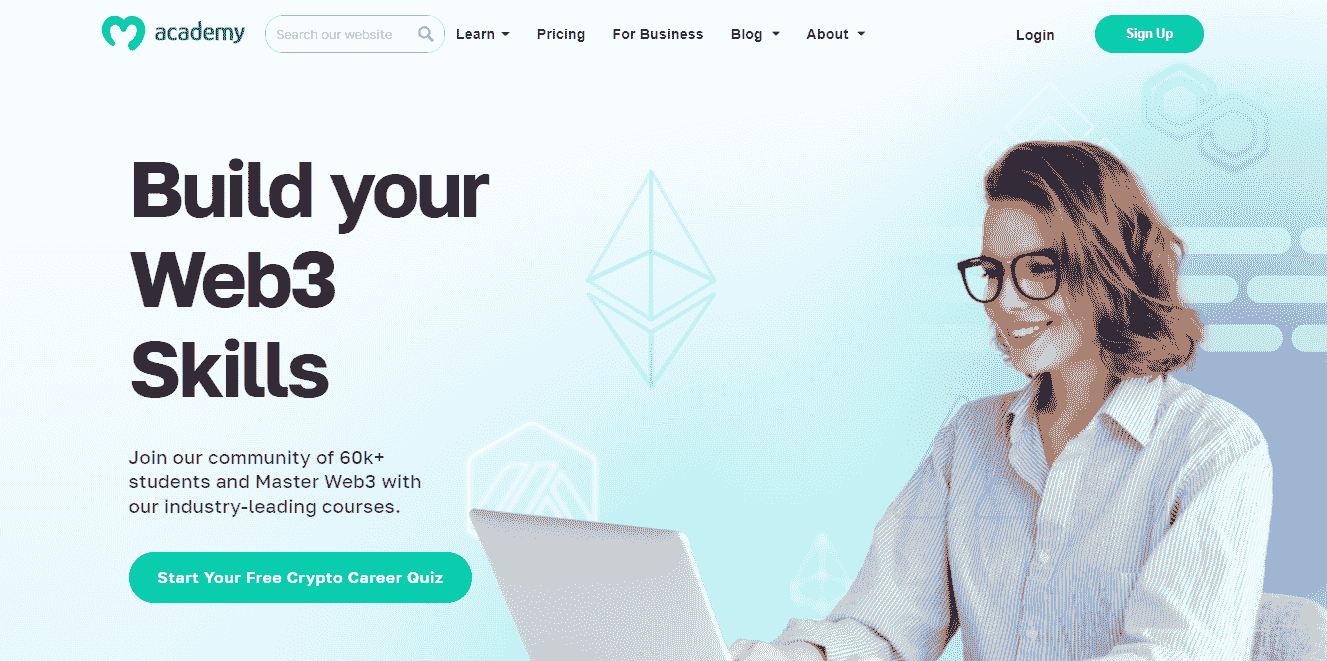 academy
Search our website
Learn
Pricing
For Business
Blog
About
Login
Sign Up
Build your
Web3
Skills
Join our community of 60k+
students and Master Web3 with
our industry-leading courses.
Start Your Free Crypto Career Quiz